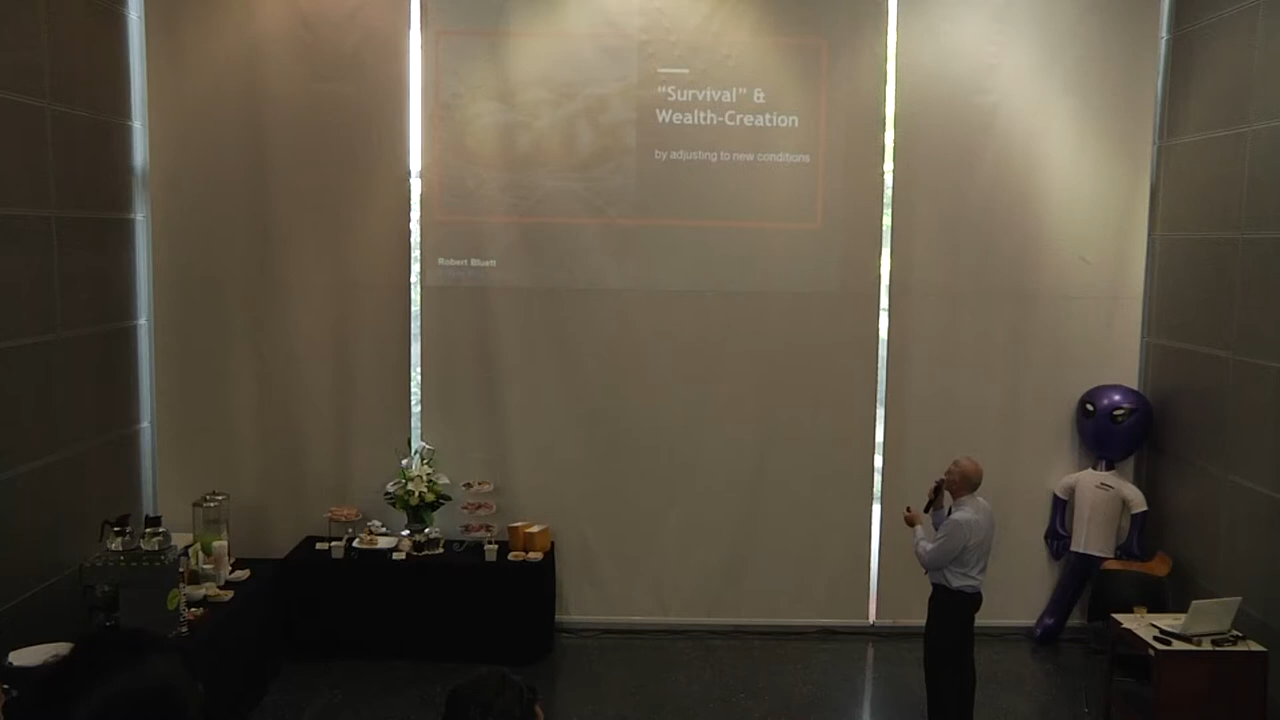 “Survival” &
Wealth-Creation
by adjusting to new conditions
Robert Bluett